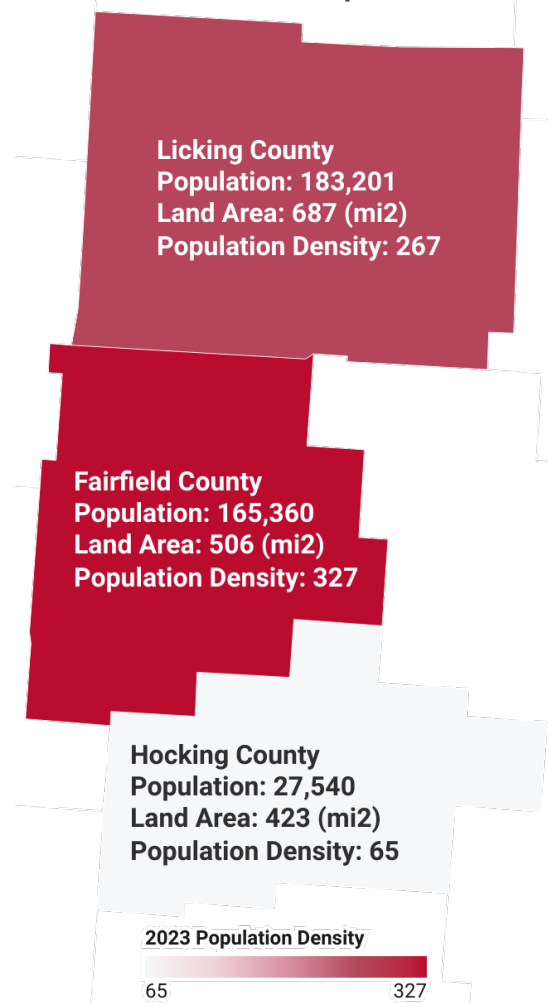 Licking County
Population: 183,201
Land Area: 687 (mi2)
Population Density: 267
Fairfield County
Population: 165,360
Land Area: 506 (mi2)
Population Density: 327
Hocking County
Population: 27,540
Land Area: 423 (mi2)
Population Density: 65
2023 Population Density
65 327